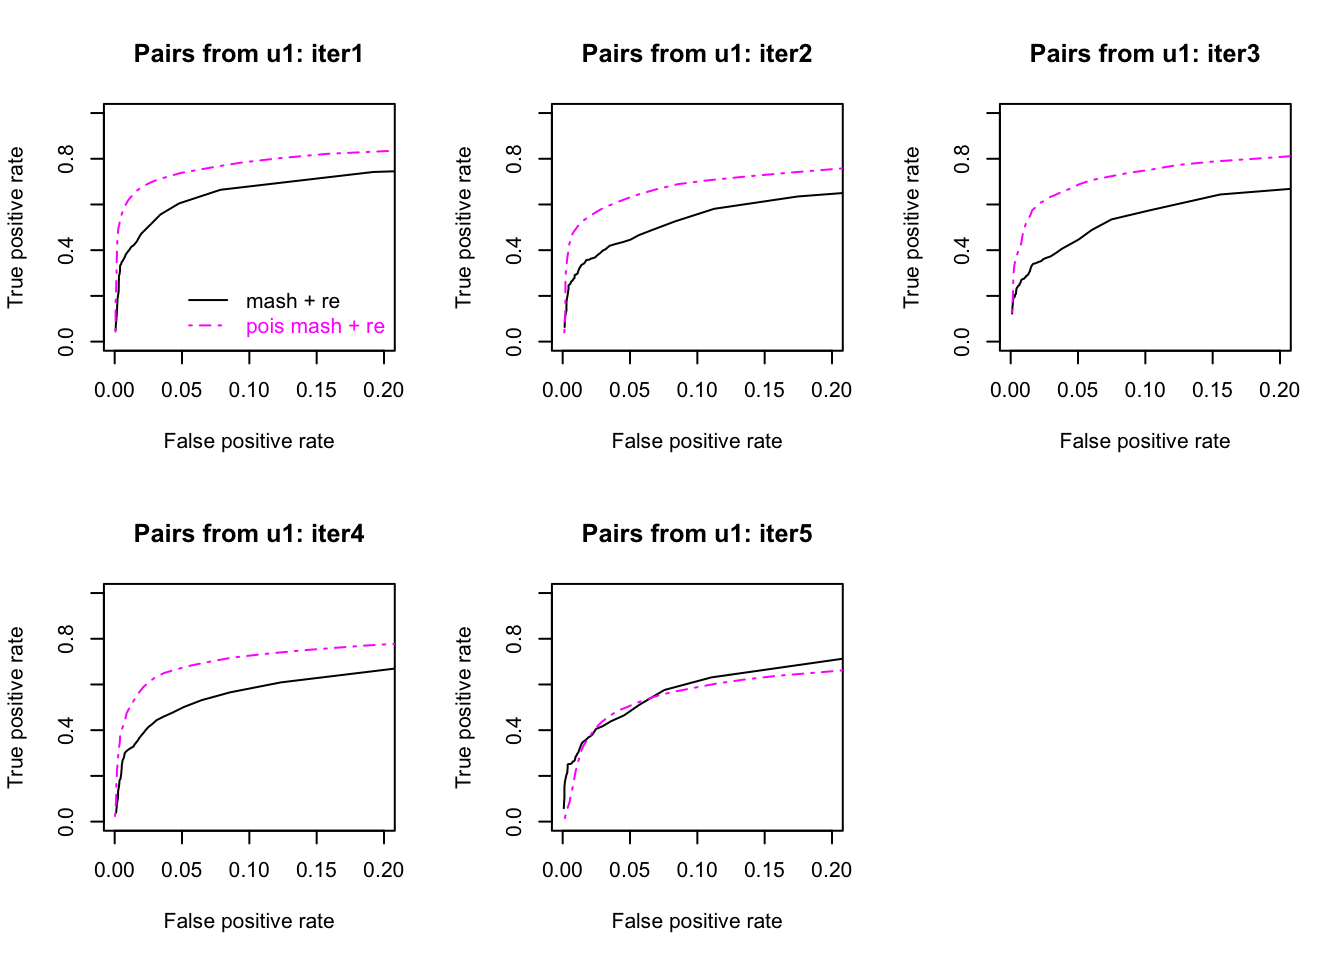 Pairs from u1: iter1
True positive rate
0.8
0.4
0.0
mash + re
pois mash + re
0.00 0.05 0.10 0.15 0.20
False positive rate
Pairs from u1: iter2
True positive rate
0.8
0.4
0.0
0.00 0.05 0.10 0.15 0.20
False positive rate
Pairs from u1: iter3
True positive rate
0.8
0.4
0.0
0.00 0.05 0.10 0.15 0.20
False positive rate
Pairs from u1: iter4
True positive rate
0.8
0.4
0.0
0.00 0.05 0.10 0.15 0.20
False positive rate
Pairs from u1: iter5
True positive rate
0.8
0.4
0.0
0.00 0.05 0.10 0.15 0.20
False positive rate